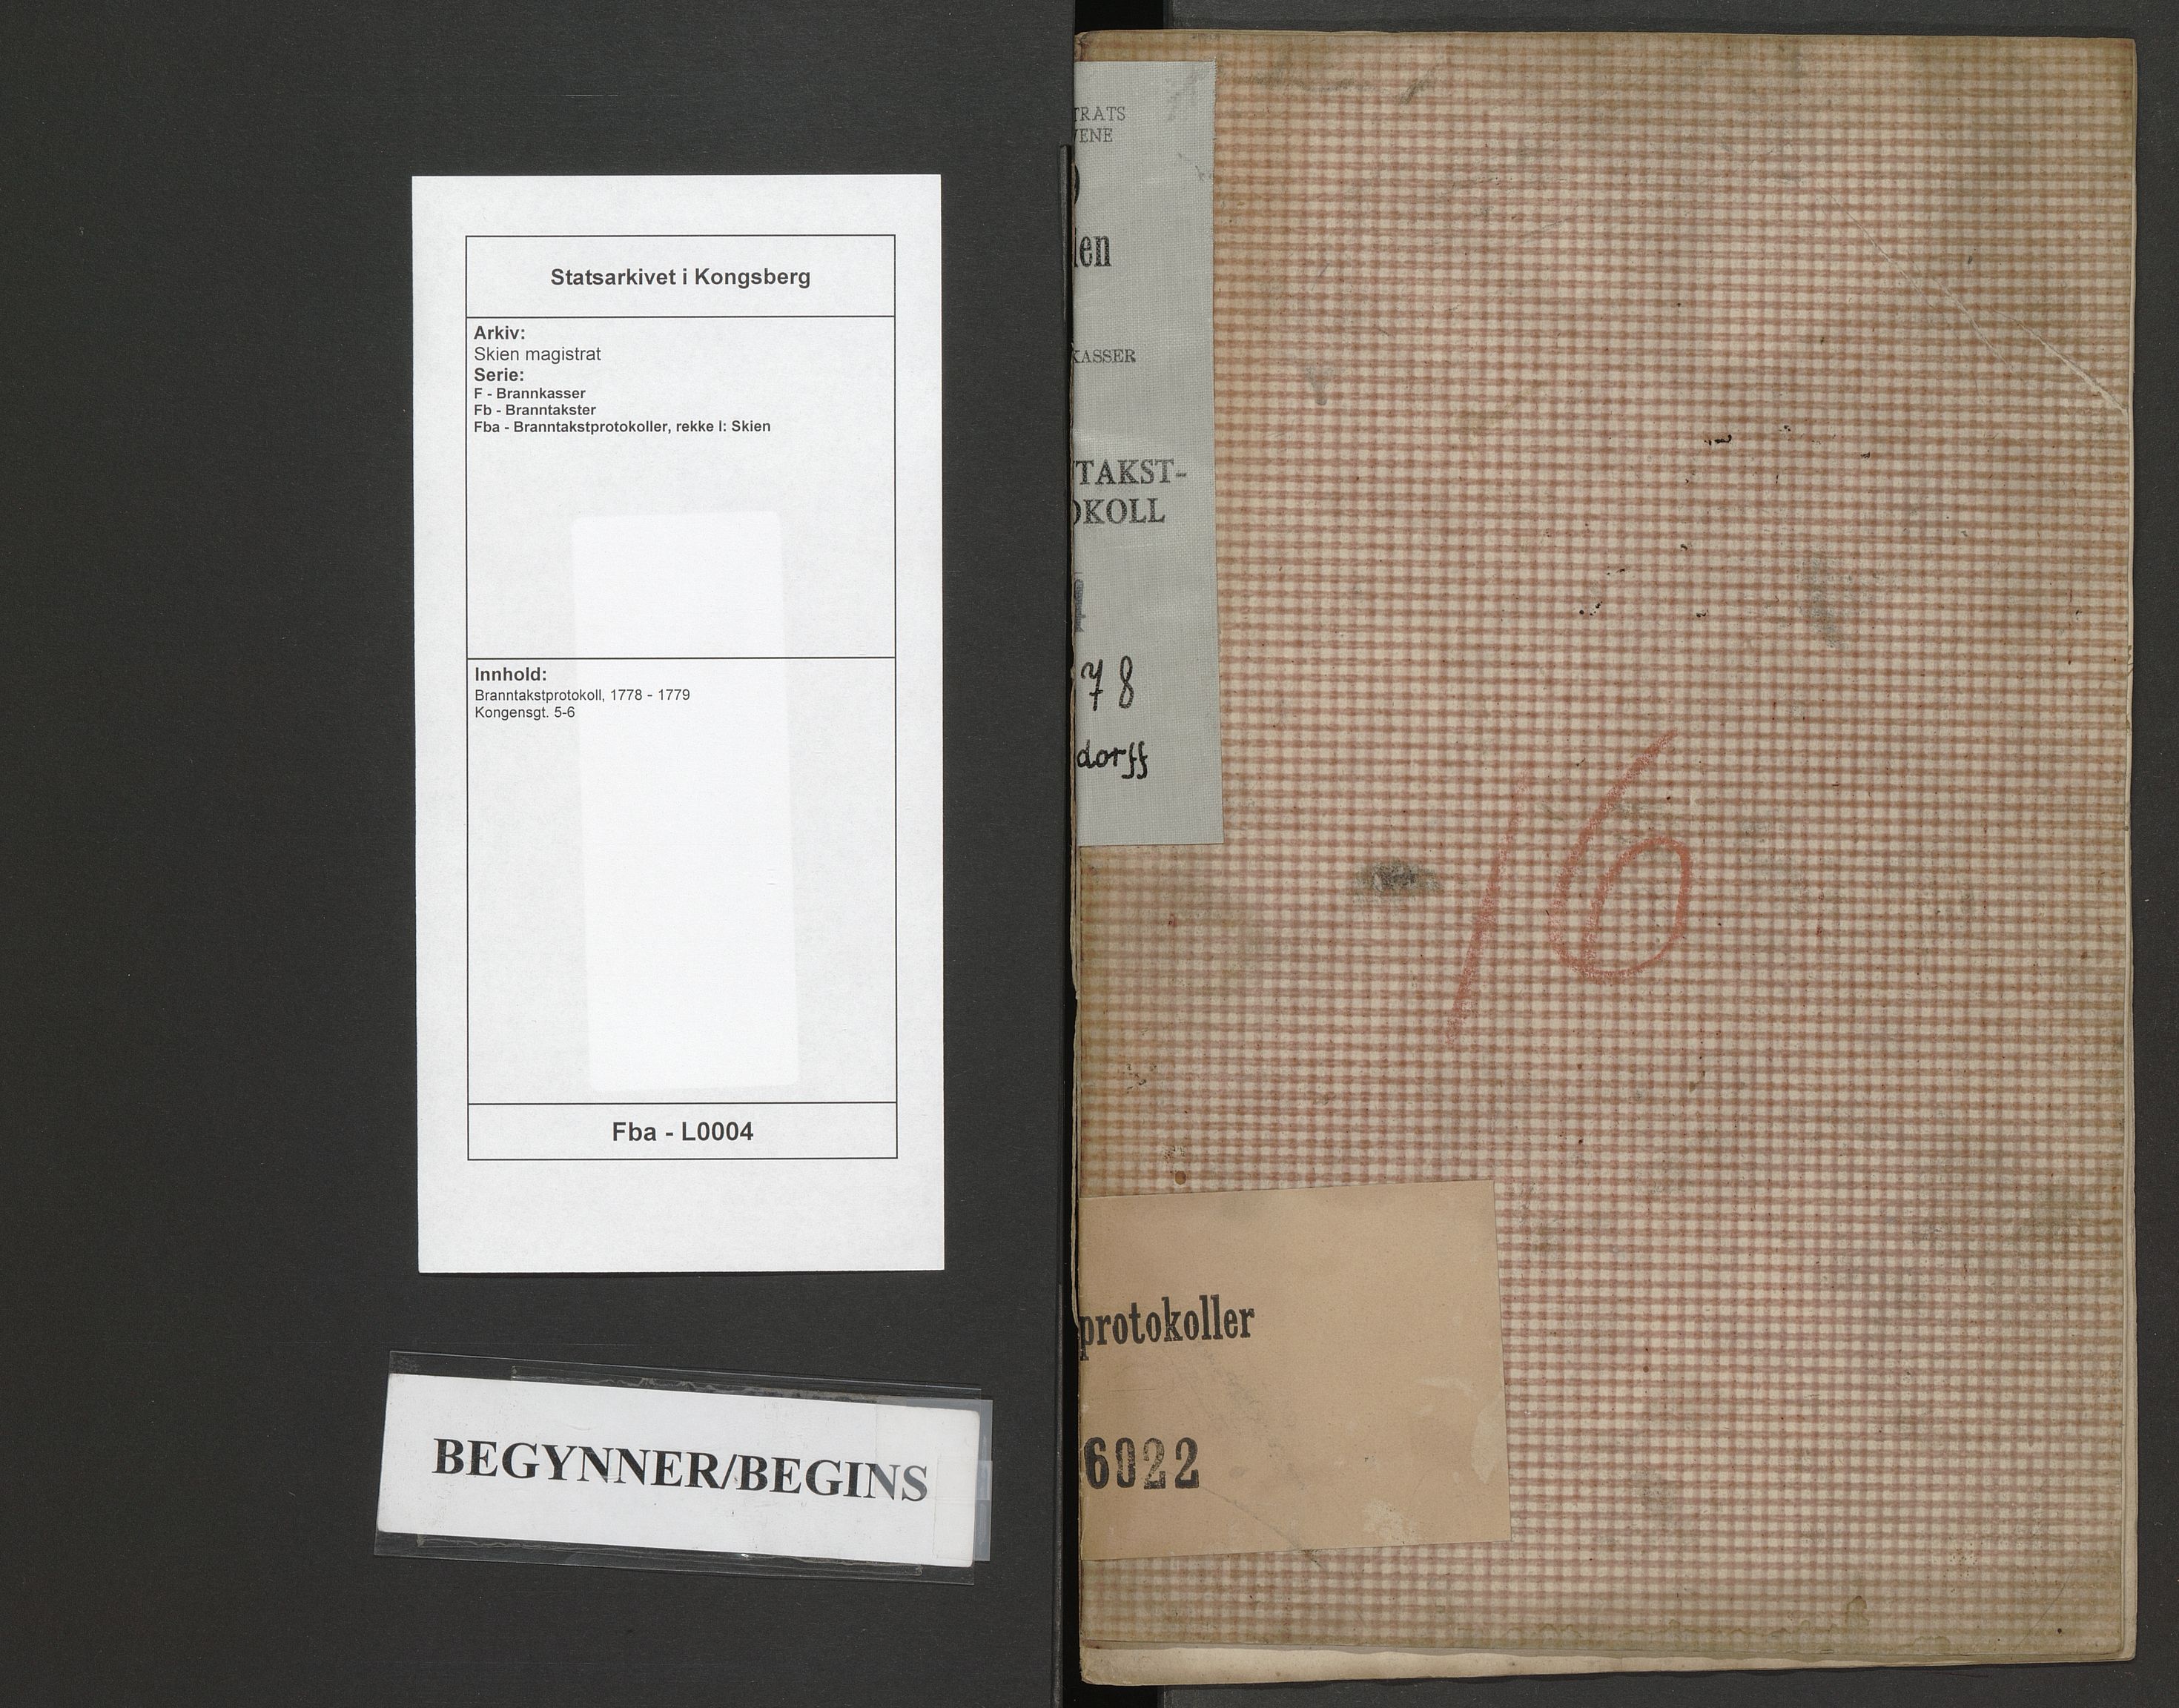 Statsarkivet i Kongsberg
Arkiv:
Skien magistrat
Serie:
F - Brannkasser
Fb - Branntakster
Fba - Branntakstprotokoller, rekke I: Skien
Innhold:
Branntakstprotokoll, 1778 - 1779
Kongensgt. 5-6
Fba - L0004
BEGYNNER/BEGINS
TRATS
VENE
ien
KASSER
TAKST-
OKOLL
78
dorff
16
protokoller
6022